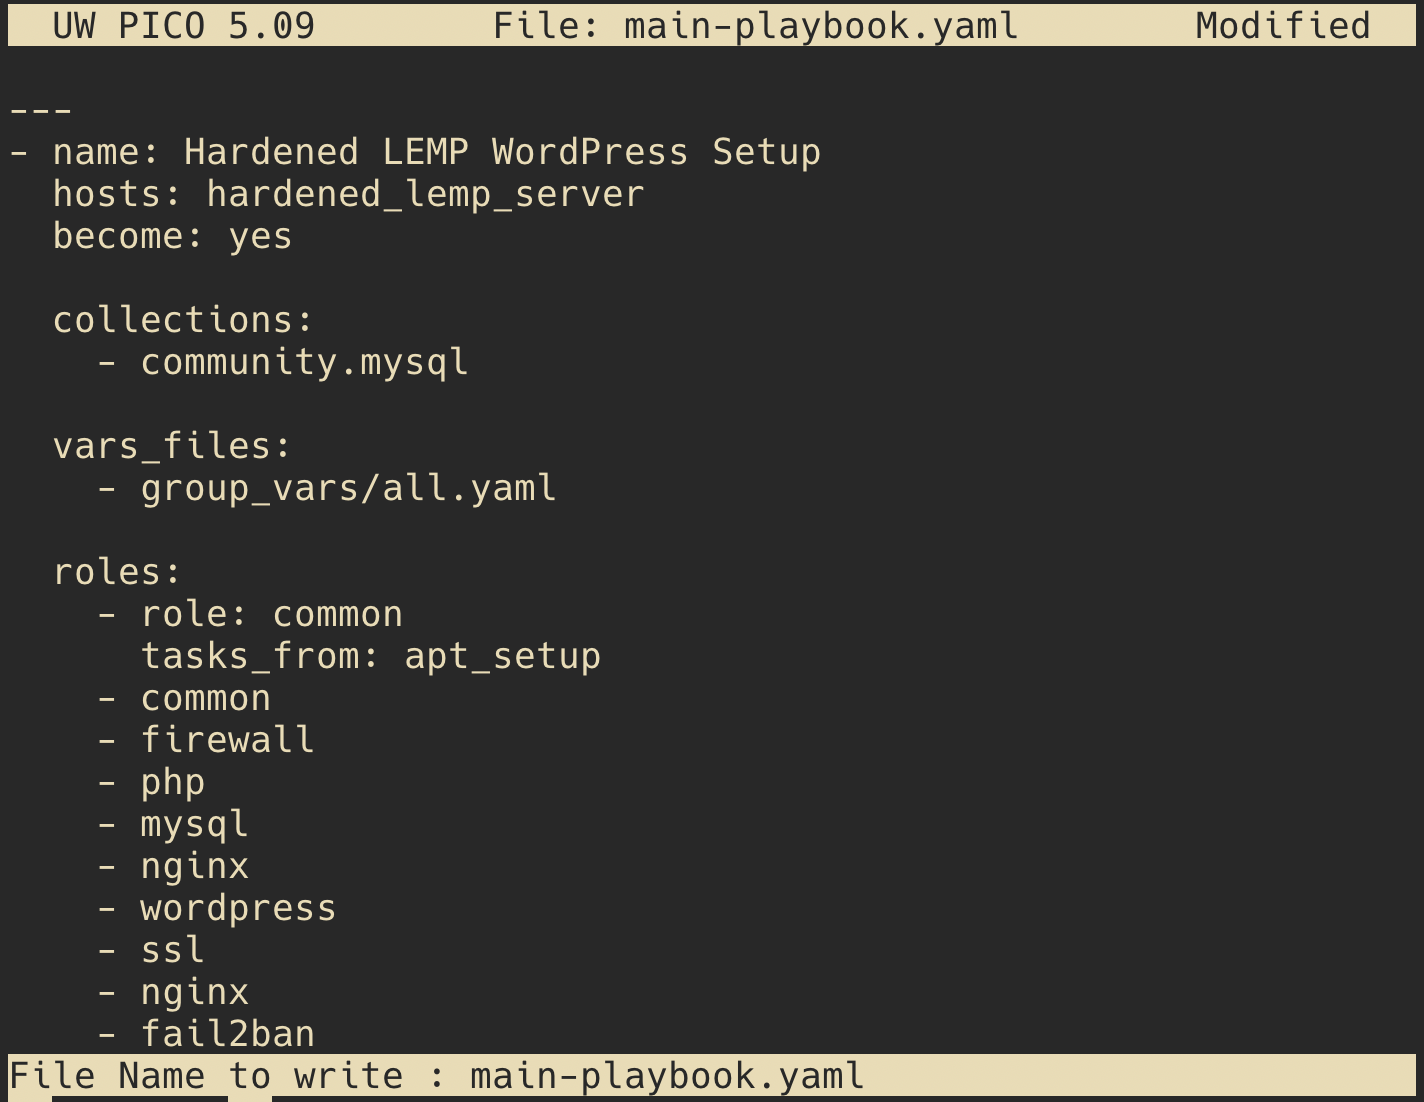 UW PICO 5.09 File: main-playbook.yaml Modified
---
- name: Hardened LEMP WordPress Setup
  hosts: hardened_lemp_server
  become: yes

  collections:
    - community.mysql

  vars_files:
    - group_vars/all.yaml

  roles:
    - role: common
      tasks_from: apt_setup
    - common
    - firewall
    - php
    - mysql
    - nginx
    - wordpress
    - ssl
    - nginx
    - fail2ban
File Name to write : main-playbook.yaml